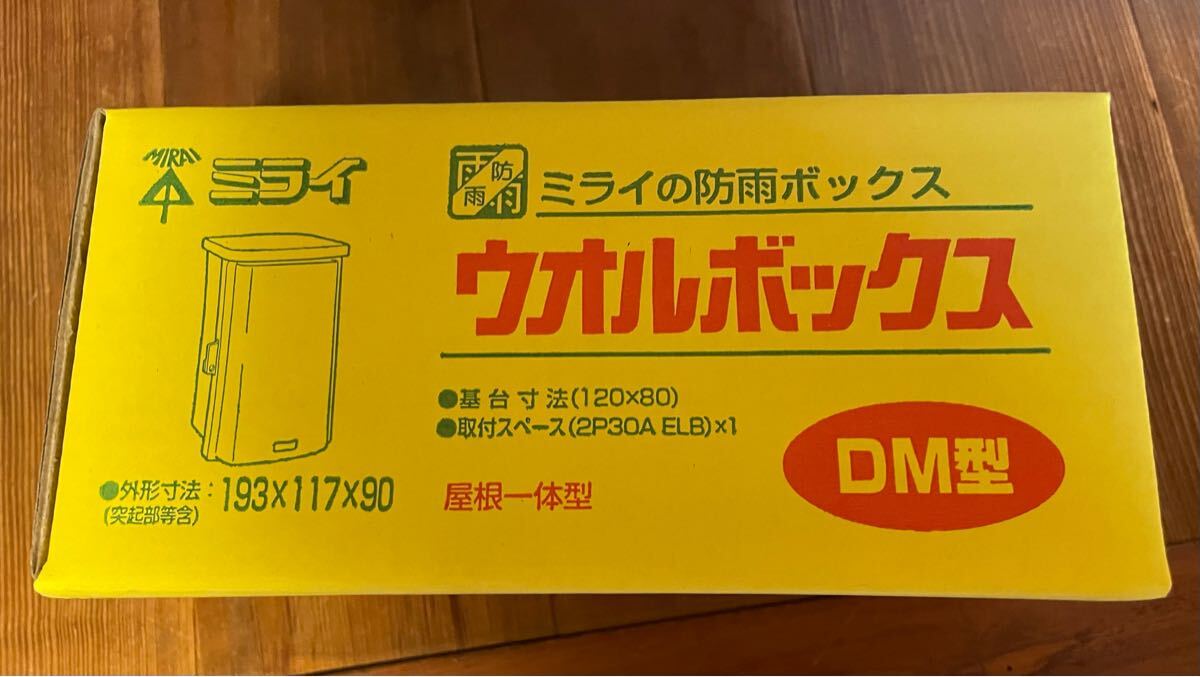 MIRAI
ミライ
雨 防
雨 雨
ミライの防雨ボックス
ウオルボックス
●基台寸法(120×80)
●取付スペース(2P30A ELB)×1
DM型
●外形寸法：193×117×90
(突起部等含)
屋根一体型